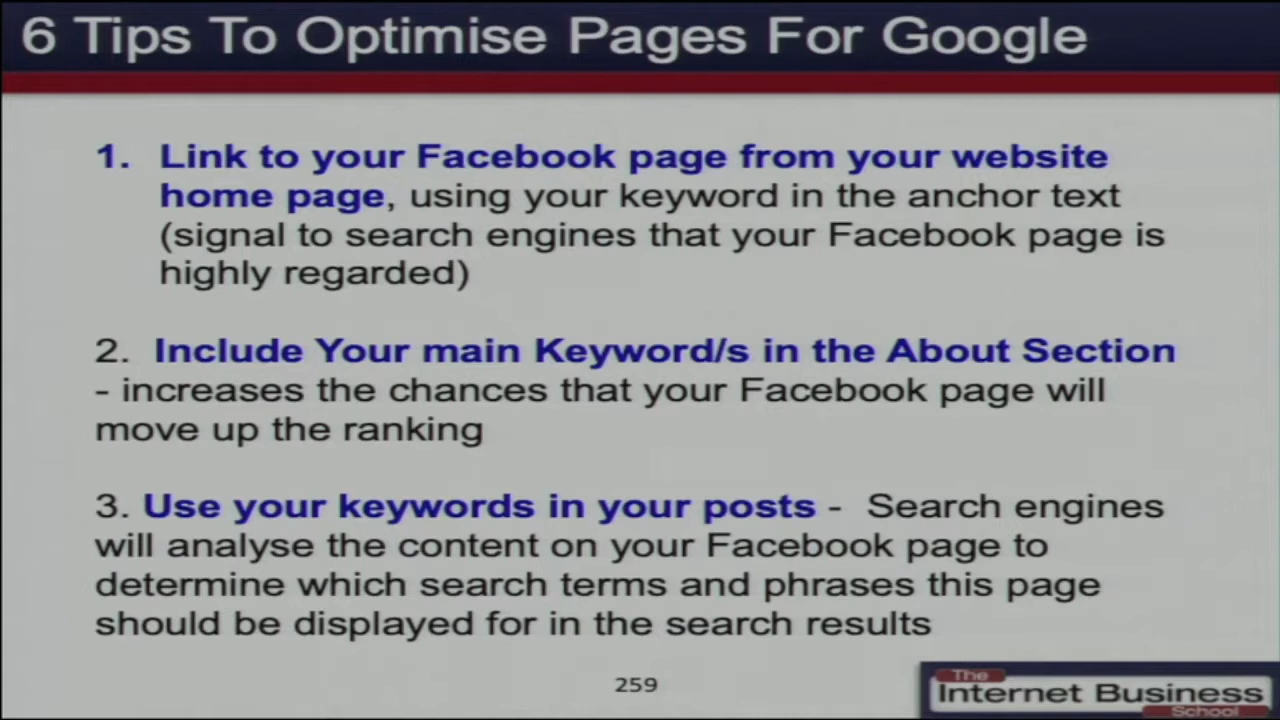 6 Tips To Optimise Pages For Google
1. Link to your Facebook page from your website
home page, using your keyword in the anchor text
(signal to search engines that your Facebook page is
highly regarded)
2. Include Your main Keyword/s in the About Section
- increases the chances that your Facebook page will
move up the ranking
3. Use your keywords in your posts - Search engines
will analyse the content on your Facebook page to
determine which search terms and phrases this page
should be displayed for in the search results
259
The
Internet Business
School